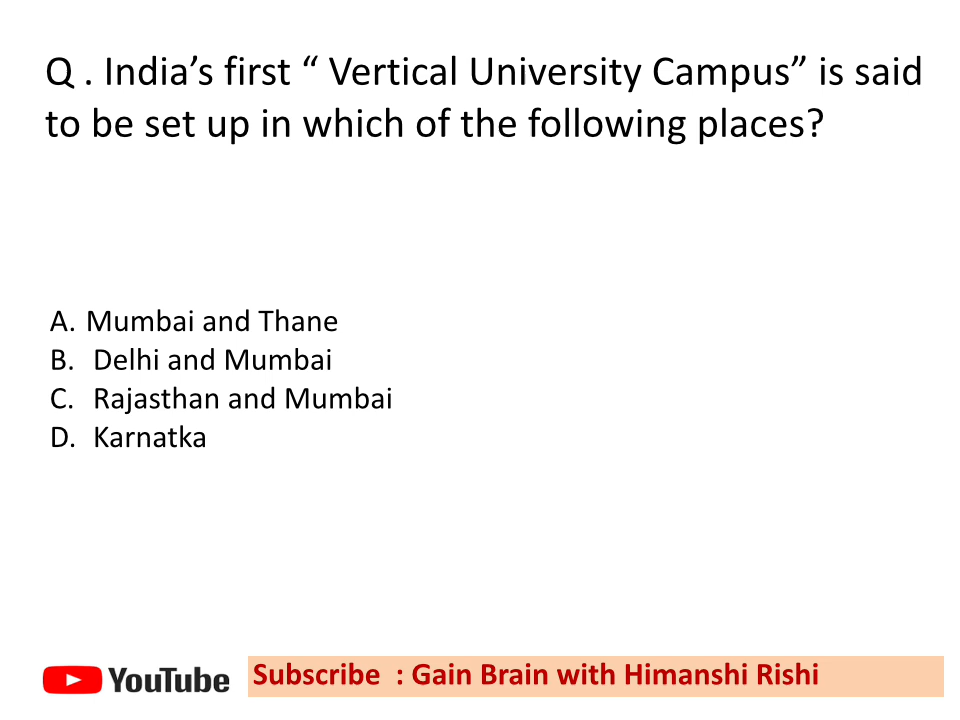 Q . India’s first “ Vertical University Campus” is said
to be set up in which of the following places?
A. Mumbai and Thane
B. Delhi and Mumbai
C. Rajasthan and Mumbai
D. Karnatka
YouTube
Subscribe : Gain Brain with Himanshi Rishi